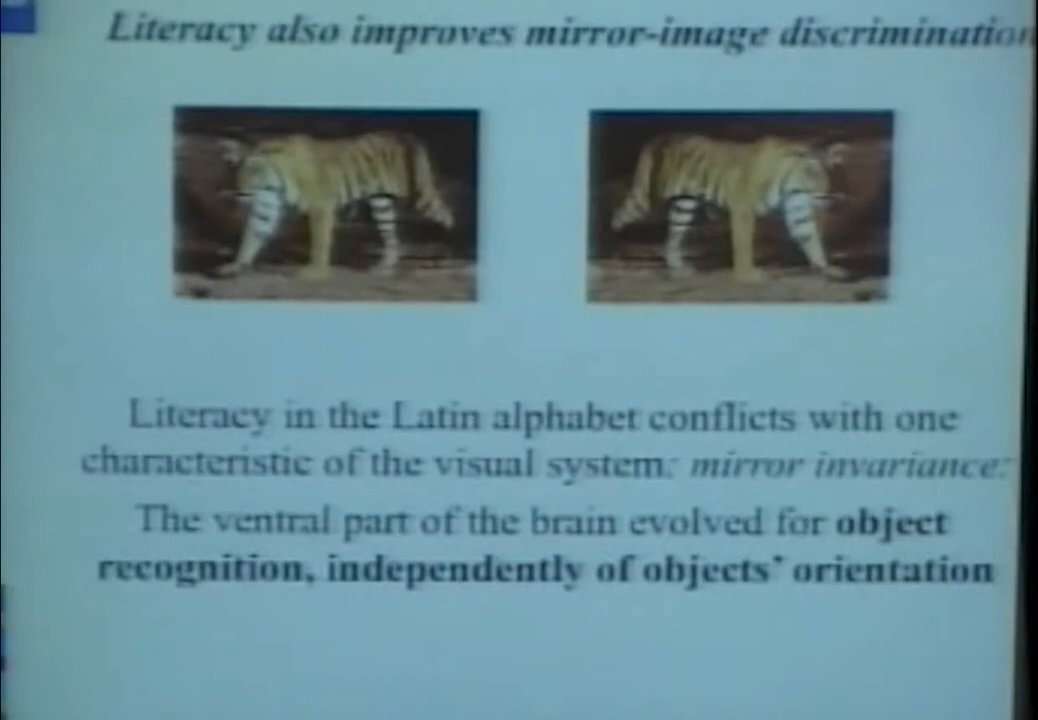 Literacy also improves mirror-image discrimination
Literacy in the Latin alphabet conflicts with one
characteristic of the visual system: mirror invariance:
The ventral part of the brain evolved for object
recognition, independently of objects' orientation